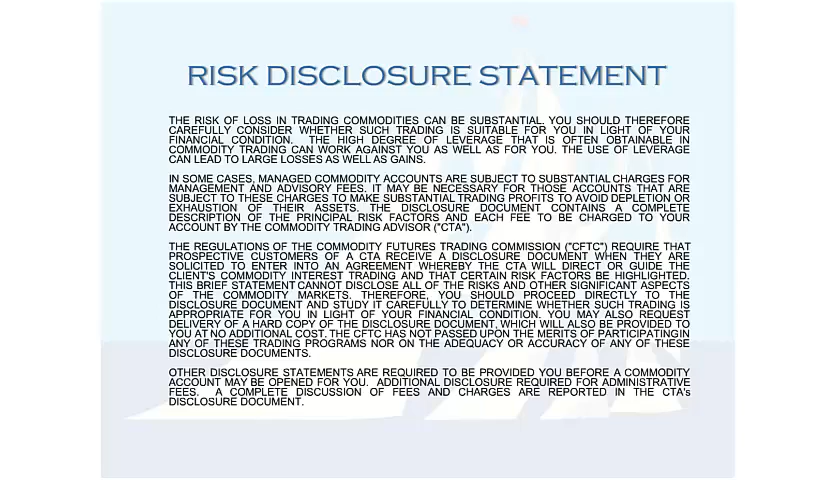 RISK DISCLOSURE STATEMENT
THE RISK OF LOSS IN TRADING COMMODITIES CAN BE SUBSTANTIAL. YOU SHOULD THEREFORE
CAREFULLY CONSIDER WHETHER SUCH TRADING IS SUITABLE FOR YOU IN LIGHT OF YOUR
FINANCIAL CONDITION. THE HIGH DEGREE OF LEVERAGE THAT IS OFTEN OBTAINABLE IN
COMMODITY TRADING CAN WORK AGAINST YOU AS WELL AS FOR YOU. THE USE OF LEVERAGE
CAN LEAD TO LARGE LOSSES AS WELL AS GAINS.
IN SOME CASES, MANAGED COMMODITY ACCOUNTS ARE SUBJECT TO SUBSTANTIAL CHARGES FOR
MANAGEMENT AND ADVISORY FEES. IT MAY BE NECESSARY FOR THOSE ACCOUNTS THAT ARE
SUBJECT TO THESE CHARGES TO MAKE SUBSTANTIAL TRADING PROFITS TO AVOID DEPLETION OR
EXHAUSTION OF THEIR ASSETS. THE DISCLOSURE DOCUMENT CONTAINS A COMPLETE
DESCRIPTION OF THE PRINCIPAL RISK FACTORS AND EACH FEE TO BE CHARGED TO YOUR
ACCOUNT BY THE COMMODITY TRADING ADVISOR ("CTA").
THE REGULATIONS OF THE COMMODITY FUTURES TRADING COMMISSION ("CFTC") REQUIRE THAT
PROSPECTIVE CUSTOMERS OF A CTA RECEIVE A DISCLOSURE DOCUMENT WHEN THEY ARE
SOLICITED TO ENTER INTO AN AGREEMENT WHEREBY THE CTA WILL DIRECT OR GUIDE THE
CLIENT'S COMMODITY INTEREST TRADING AND THAT CERTAIN RISK FACTORS BE HIGHLIGHTED.
THIS BRIEF STATEMENT CANNOT DISCLOSE ALL OF THE RISKS AND OTHER SIGNIFICANT ASPECTS
OF THE COMMODITY MARKETS. THEREFORE, YOU SHOULD PROCEED DIRECTLY TO THE
DISCLOSURE DOCUMENT AND STUDY IT CAREFULLY TO DETERMINE WHETHER SUCH TRADING IS
APPROPRIATE FOR YOU IN LIGHT OF YOUR FINANCIAL CONDITION. YOU MAY ALSO REQUEST
DELIVERY OF A HARD COPY OF THE DISCLOSURE DOCUMENT, WHICH WILL ALSO BE PROVIDED TO
YOU AT NO ADDITIONAL COST. THE CFTC HAS NOT PASSED UPON THE MERITS OF PARTICIPATING IN
ANY OF THESE TRADING PROGRAMS NOR ON THE ADEQUACY OR ACCURACY OF ANY OF THESE
DISCLOSURE DOCUMENTS.
OTHER DISCLOSURE STATEMENTS ARE REQUIRED TO BE PROVIDED YOU BEFORE A COMMODITY
ACCOUNT MAY BE OPENED FOR YOU. ADDITIONAL DISCLOSURE REQUIRED FOR ADMINISTRATIVE
FEES. A COMPLETE DISCUSSION OF FEES AND CHARGES ARE REPORTED IN THE CTA's
DISCLOSURE DOCUMENT.